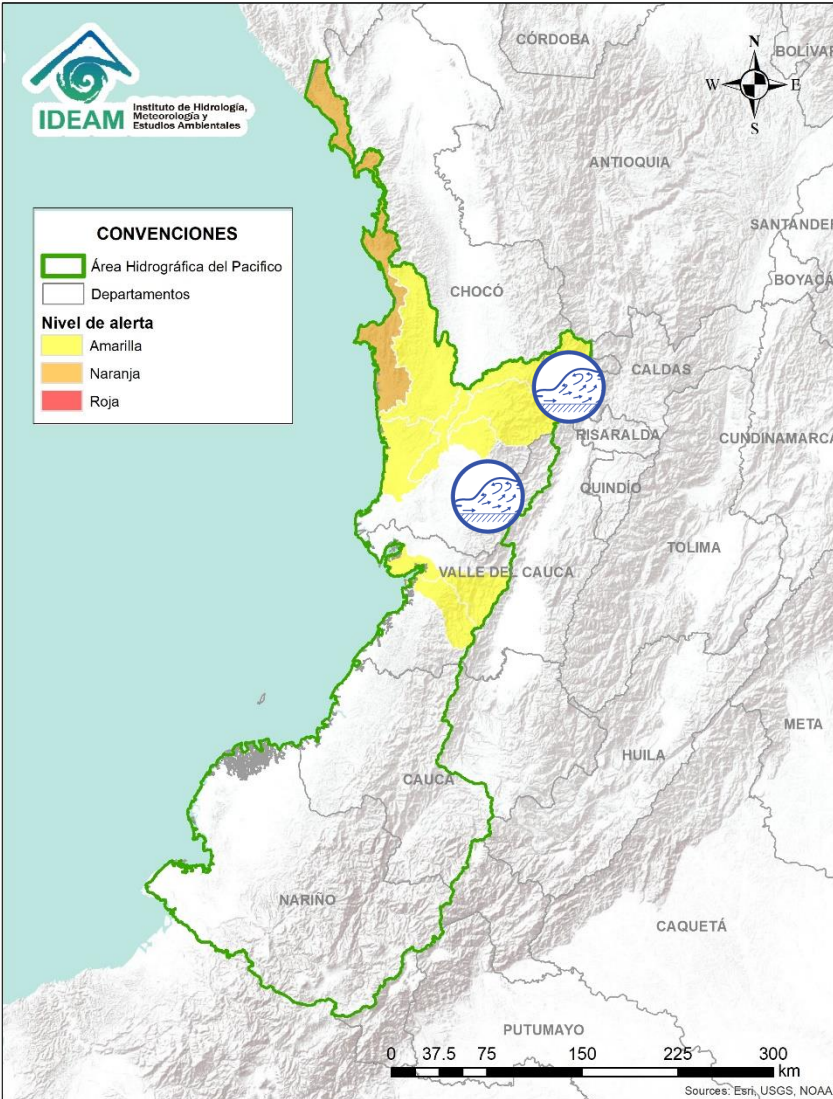 IDEAM
Instituto de Hidrología,
Meteorología y
Estudios Ambientales
CONVENCIONES
Área Hidrográfica del Pacifico
Departamentos
Nivel de alerta
Amarilla
Naranja
Roja
N
W
E
S
CÓRDOBA
BOLÍVAR
ANTIOQUIA
SANTANDER
BOYACÁ
CHOCÓ
CALDAS
RISARALDA
CUNDINAMARCA
QUINDÍO
TOLIMA
VALLE DEL CAUCA
META
HUILA
CAUCA
NARIÑO
CAQUETÁ
PUTUMAYO
0 37.5 75 150 225 300
km
Sources: Esri, USGS, NOAA